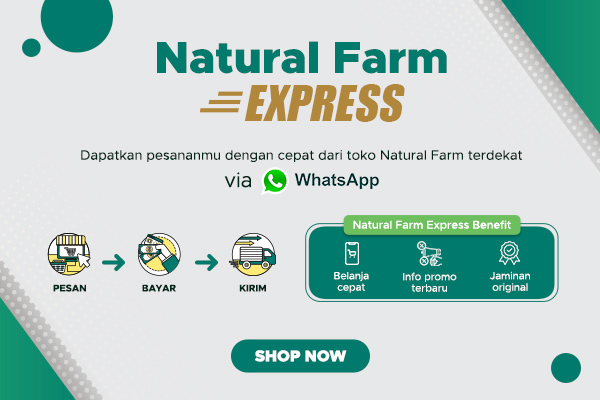 Natural Farm
EXPRESS
Dapatkan pesananmu dengan cepat dari toko Natural Farm terdekat
via WhatsApp
PESAN
BAYAR
KIRIM
Natural Farm Express Benefit
Belanja
cepat
Info promo
terbaru
Jaminan
original
SHOP NOW